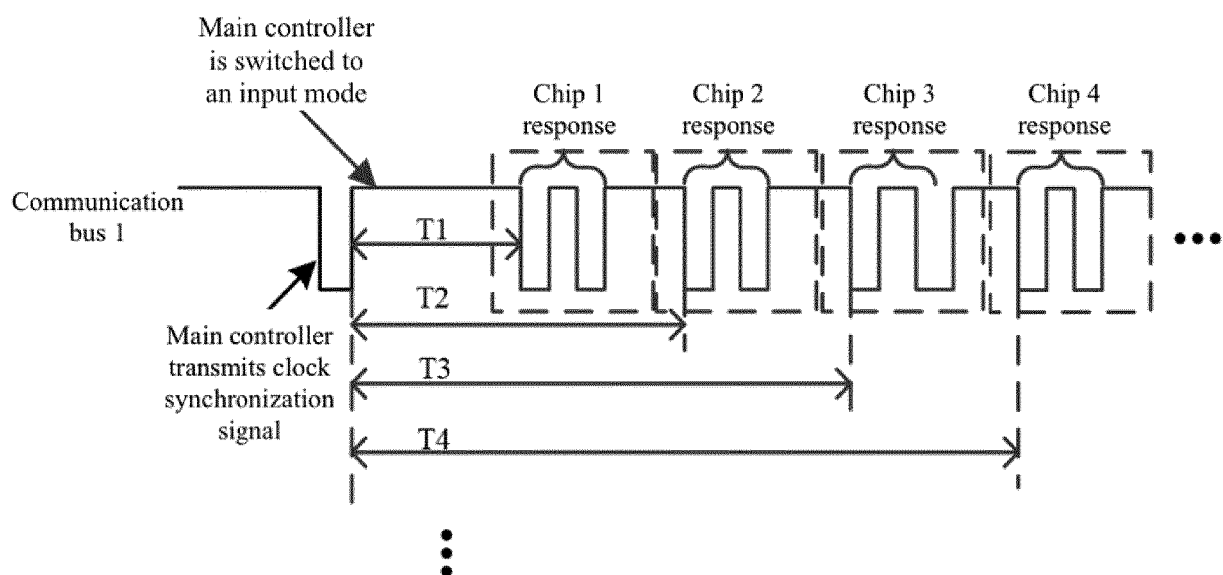 Main controller
is switched to
an input mode
Chip 1
response
Chip 2
response
Chip 3
response
Chip 4
response
Communication
bus 1
T1
T2
Main controller
transmits clock
synchronization
signal
T3
T4